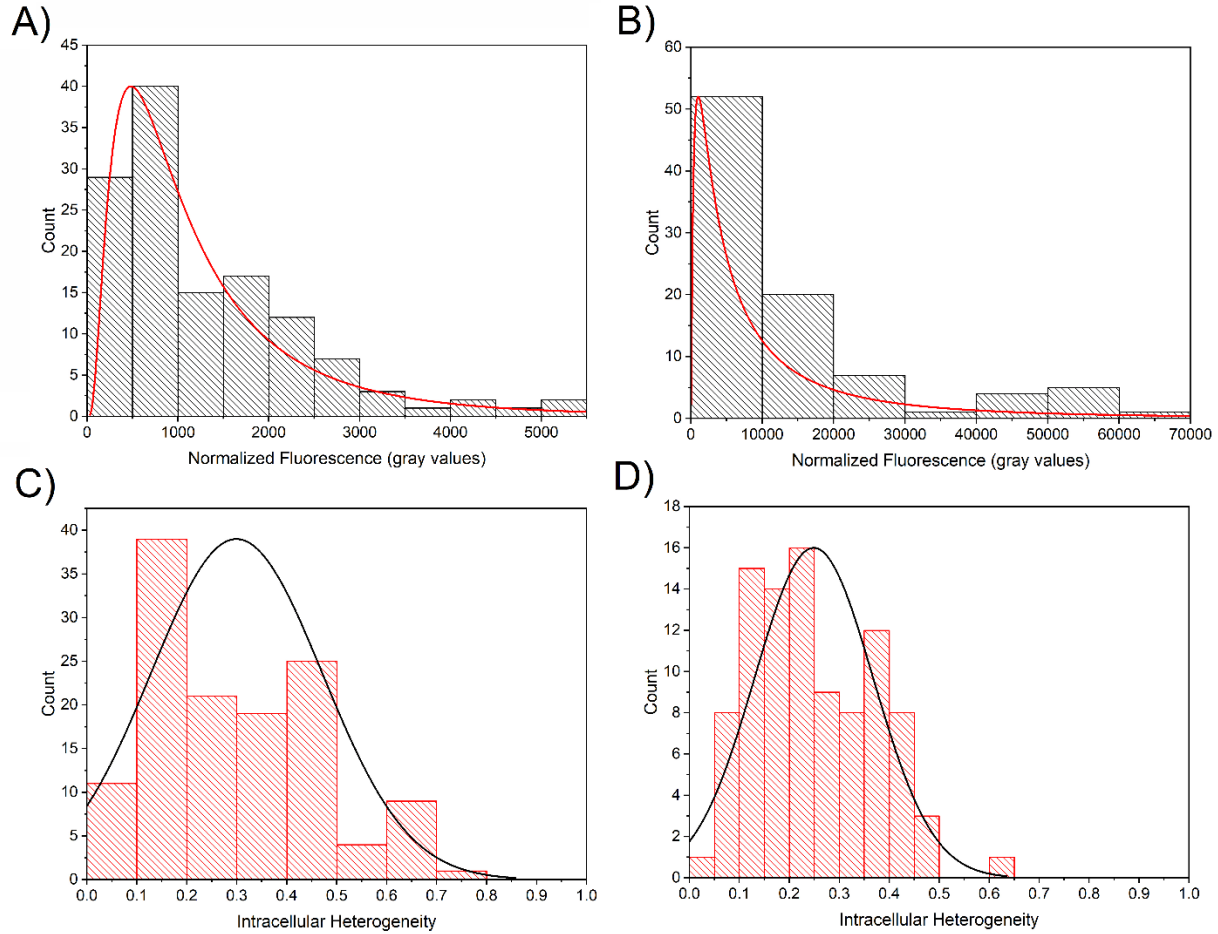 A)
45
40
35
30
25
20
15
10
5
0
Count
0 1000 2000 3000 4000 5000
Normalized Fluorescence (gray values)
B)
60
50
40
30
20
10
0
Count
0 10000 20000 30000 40000 50000 60000 70000
Normalized Fluorescence (gray values)
C)
40
35
30
25
20
15
10
5
0
Count
0.0 0.1 0.2 0.3 0.4 0.5 0.6 0.7 0.8 0.9 1.0
Intracellular Heterogeneity
D)
18
16
14
12
10
8
6
4
2
0
Count
0.0 0.1 0.2 0.3 0.4 0.5 0.6 0.7 0.8 0.9 1.0
Intracellular Heterogeneity